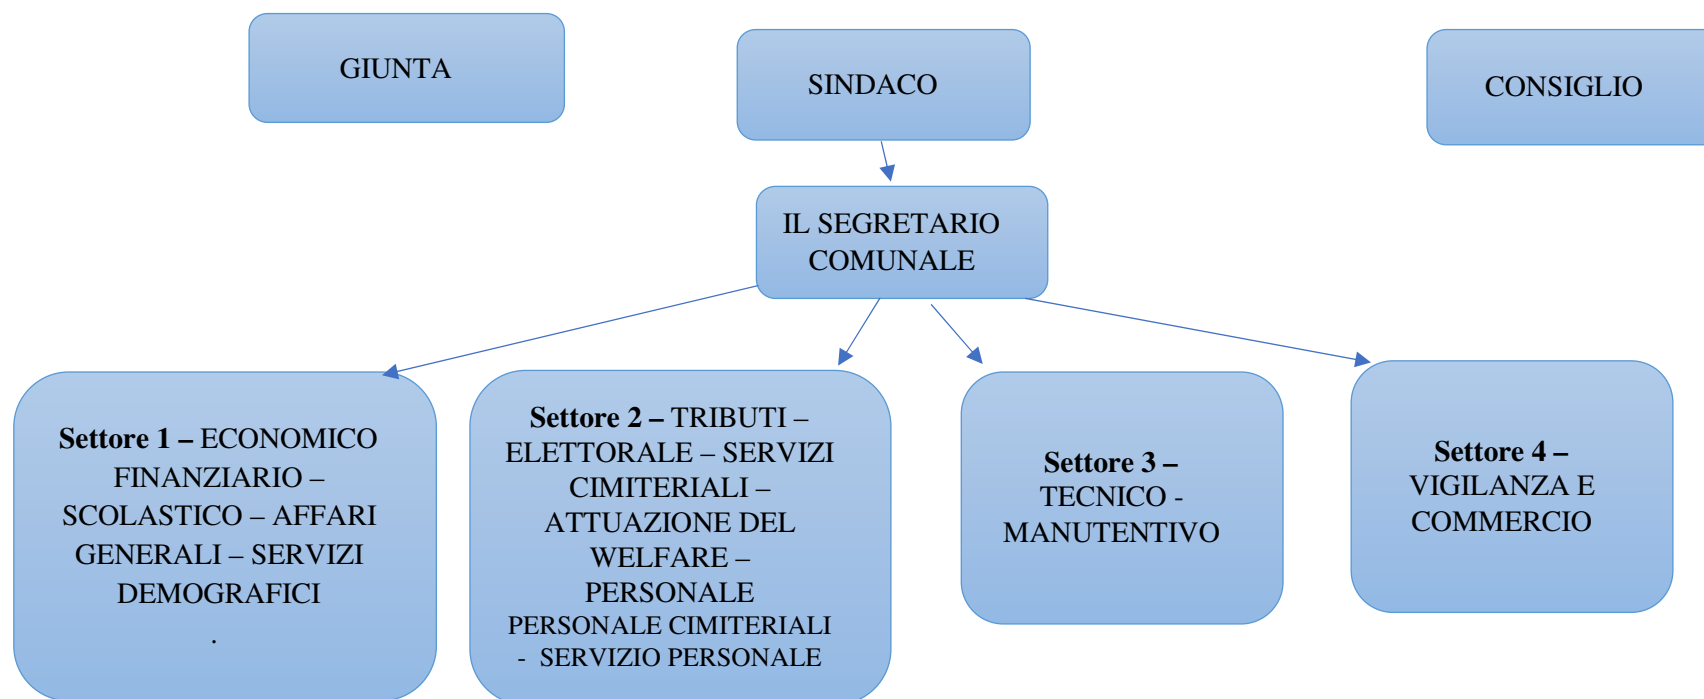 GIUNTA
SINDACO
CONSIGLIO
IL SEGRETARIO
COMUNALE
Settore 1 – ECONOMICO
FINANZIARIO –
SCOLASTICO – AFFARI
GENERALI – SERVIZI
DEMOGRAFICI
.
Settore 2 – TRIBUTI –
ELETTORALE – SERVIZI
CIMITERIALI –
ATTUAZIONE DEL
WELFARE –
PERSONALE
PERSONALE CIMITERIALI
- SERVIZIO PERSONALE
Settore 3 –
TECNICO -
MANUTENTIVO
Settore 4 –
VIGILANZA E
COMMERCIO